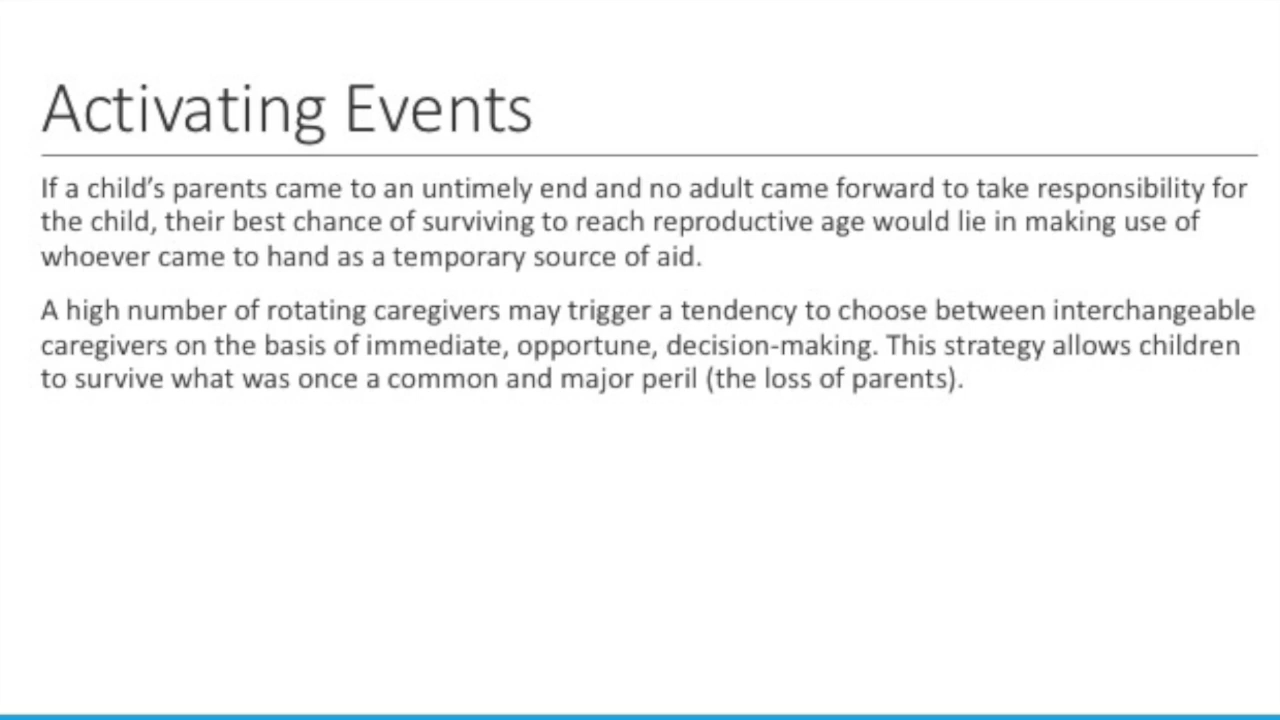 Activating Events
If a child’s parents came to an untimely end and no adult came forward to take responsibility for
the child, their best chance of surviving to reach reproductive age would lie in making use of
whoever came to hand as a temporary source of aid.
A high number of rotating caregivers may trigger a tendency to choose between interchangeable
caregivers on the basis of immediate, opportune, decision-making. This strategy allows children
to survive what was once a common and major peril (the loss of parents).